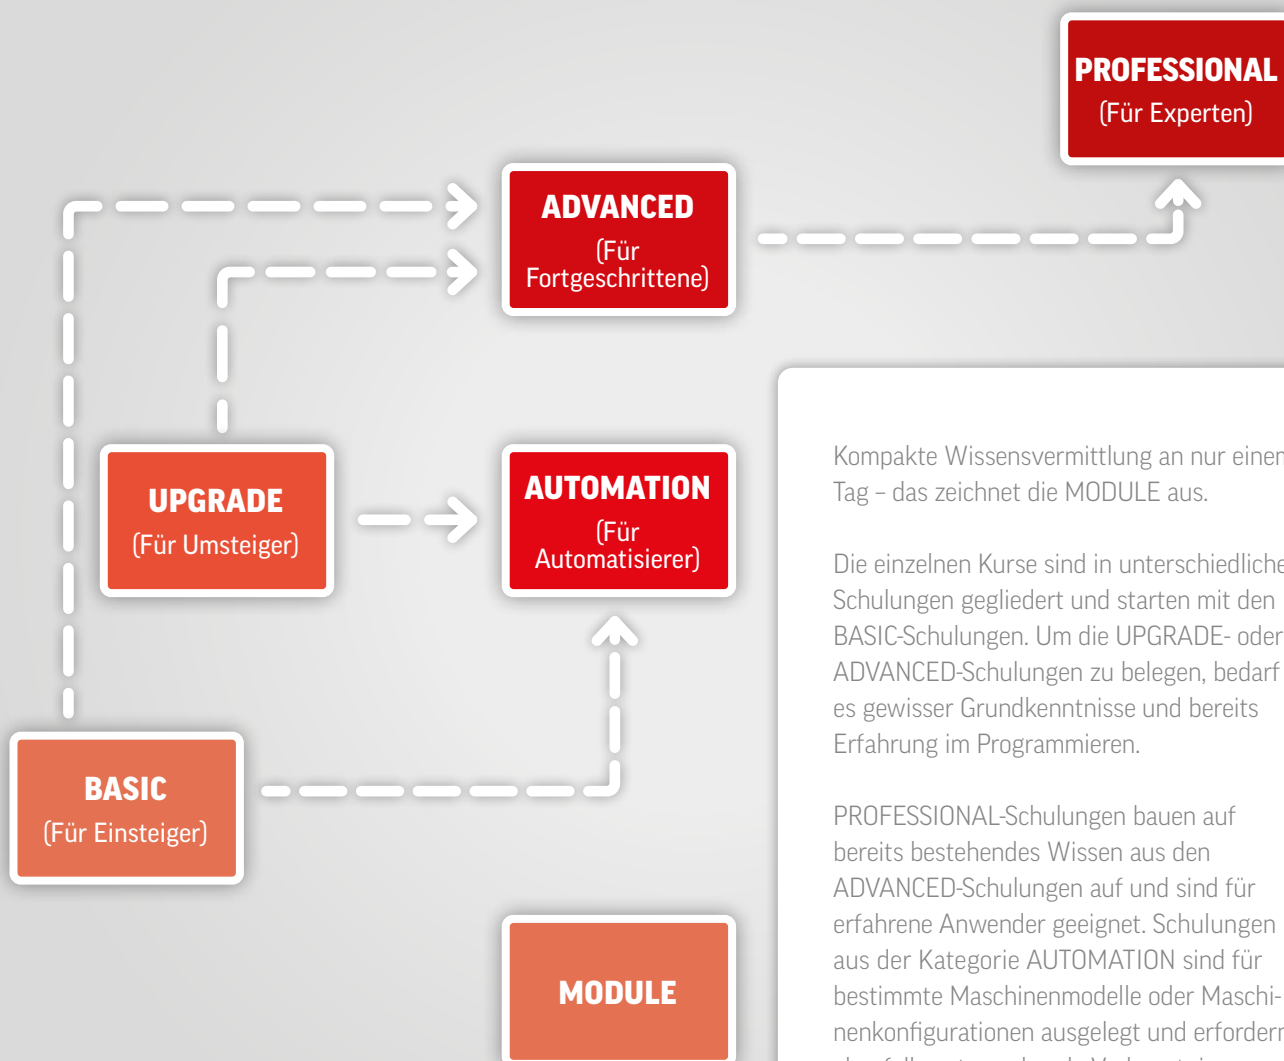 PROFESSIONAL
(Für Experten)
ADVANCED
(Für
Fortgeschrittene)
UPGRADE
(Für Umsteiger)
AUTOMATION
(Für
Automatisierer)
BASIC
(Für Einsteiger)
MODULE
Kompakte Wissensvermittlung an nur einem
Tag – das zeichnet die MODULE aus.
Die einzelnen Kurse sind in unterschiedliche
Schulungen gegliedert und starten mit den
BASIC-Schulungen. Um die UPGRADE- oder
ADVANCED-Schulungen zu belegen, bedarf
es gewisser Grundkenntnisse und bereits
Erfahrung im Programmieren.
PROFESSIONAL-Schulungen bauen auf
bereits bestehendes Wissen aus den
ADVANCED-Schulungen auf und sind für
erfahrene Anwender geeignet. Schulungen
aus der Kategorie AUTOMATION sind für
bestimmte Maschinenmodelle oder Maschi-
nenkonfigurationen ausgelegt und erfordern